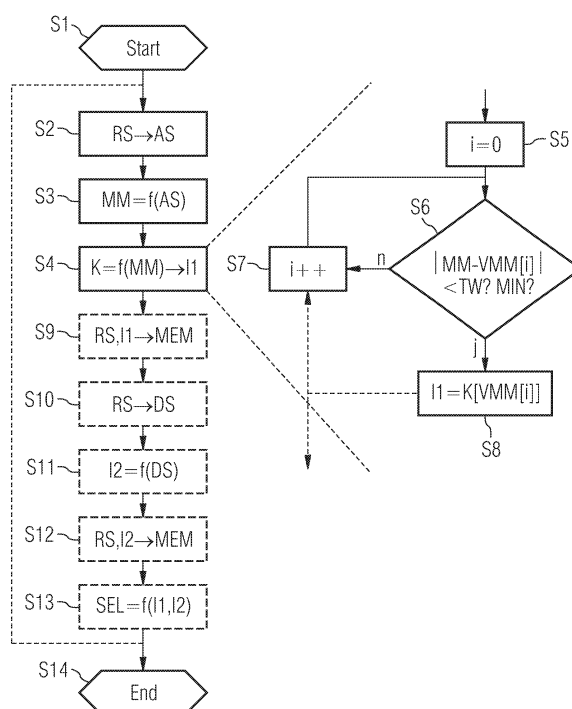 S1
Start
S2
RS→AS
S3
MM=f(AS)
S4
K=f(MM)→I1
S9
RS,I1→MEM
S10
RS→DS
S11
I2=f(DS)
S12
RS,I2→MEM
S13
SEL=f(I1,I2)
S14
End
i=0
S5
S6
|MM-VMM[i]|
<TW? MIN?
n
j
S7
i++
I1=K[VMM[i]]
S8